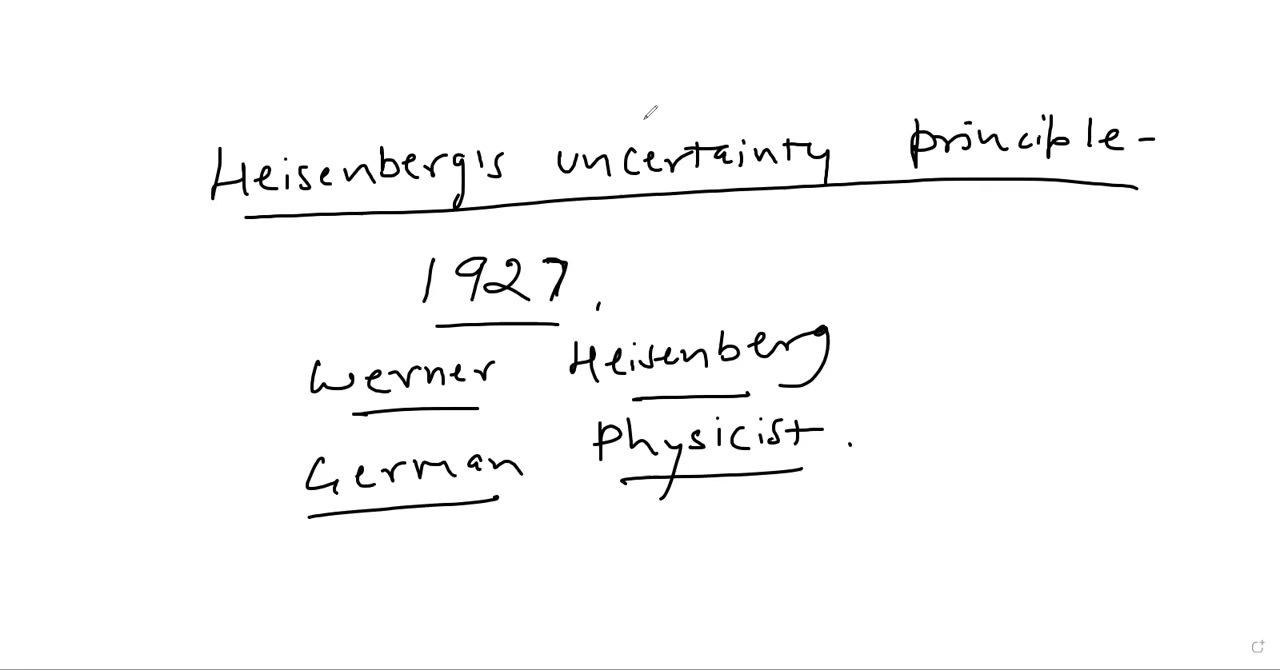 Heisenberg's uncertainty principle-
1927.
Werner Heisenberg
German Physicist.